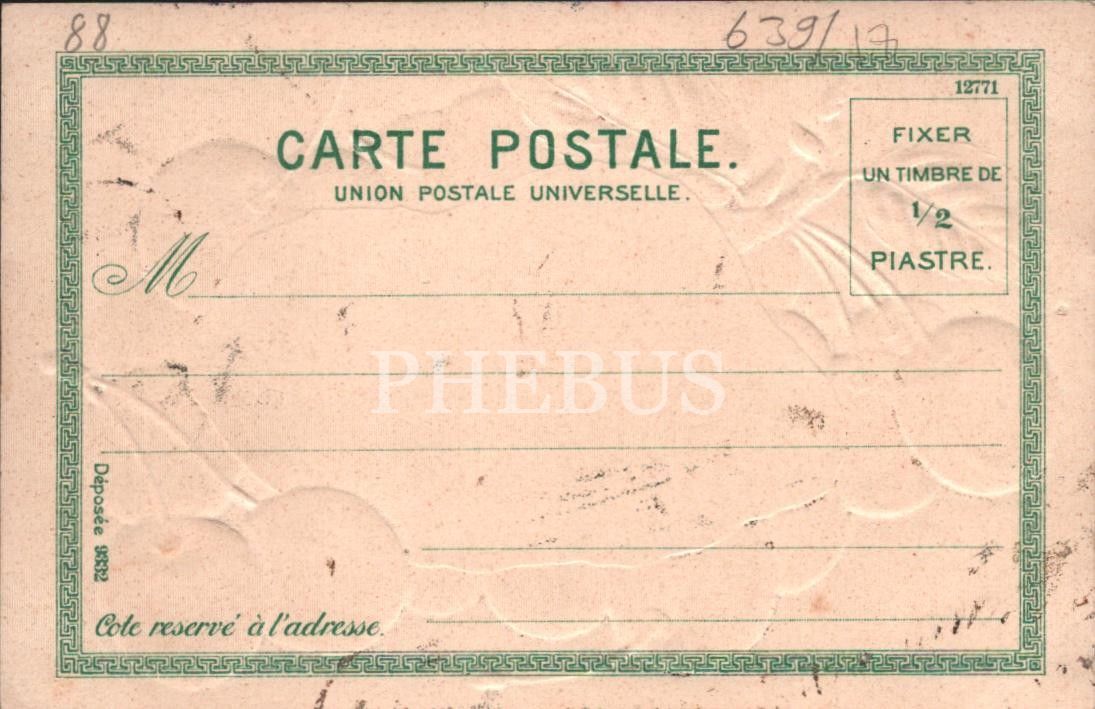 88
639/17
12771
CARTE POSTALE.
UNION POSTALE UNIVERSELLE.
FIXER
UN TIMBRE DE
1/2
PIASTRE.
M
PHEBUS
Déposée 9332
Cote reservé à l'adresse.